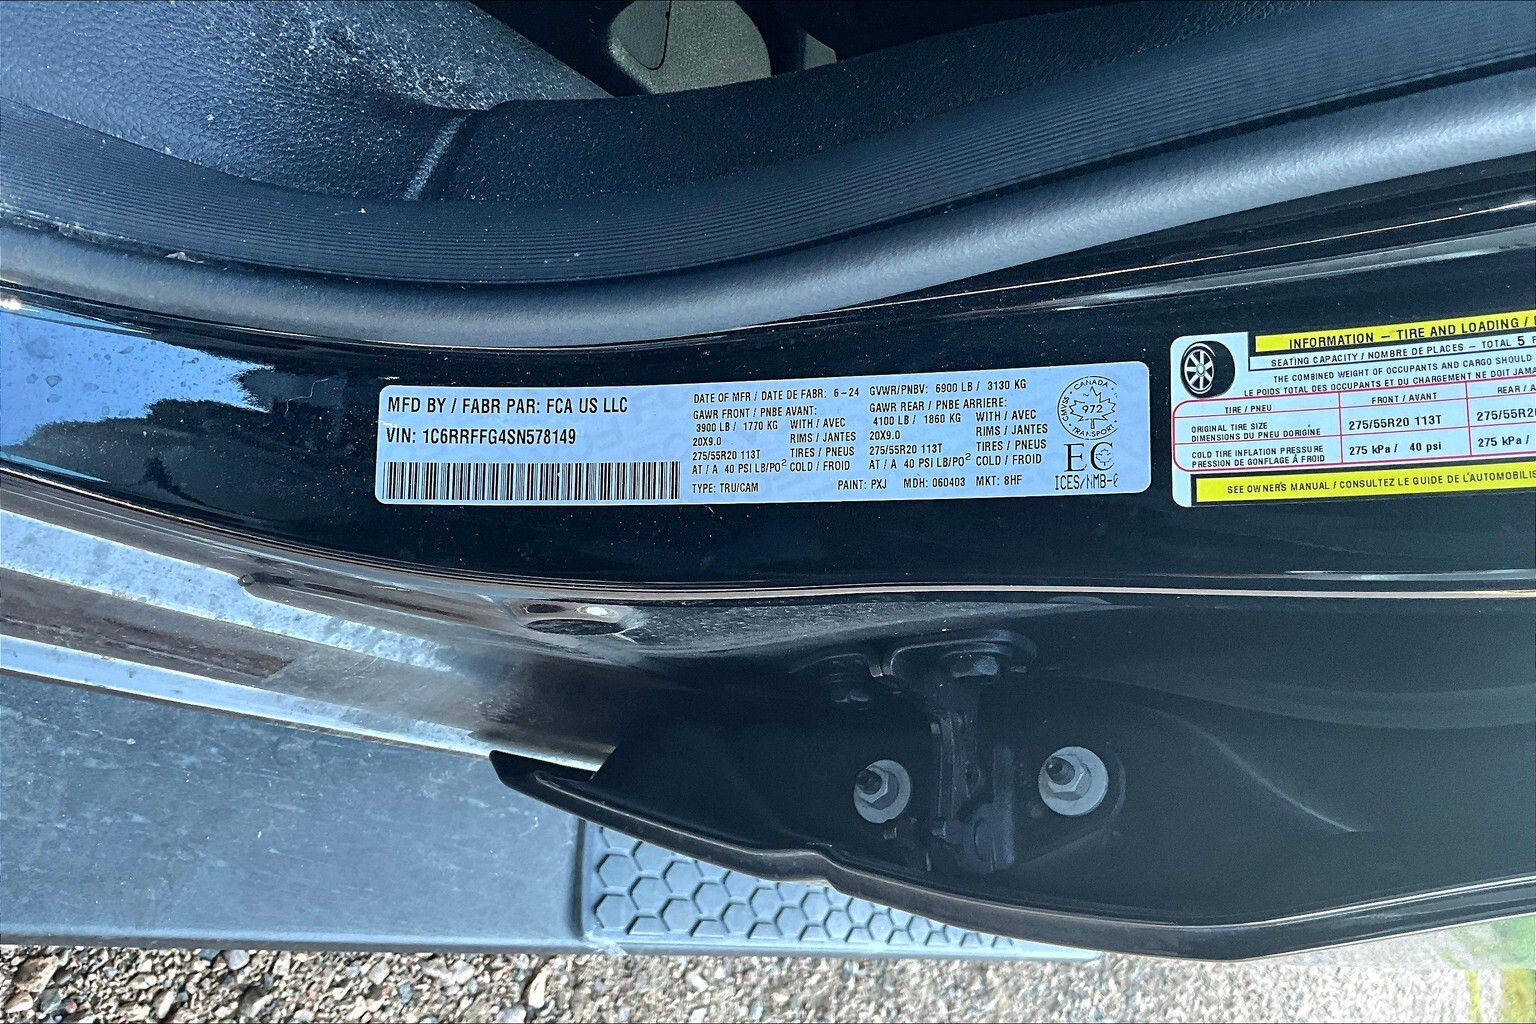 MFD BY / FABR PAR: FCA US LLC
VIN: 1C6RRFFG4SN578149
DATE OF MFR / DATE DE FABR: 6-24
GAWR FRONT / PNBE AVANT:
3900 LB / 1770 KG WITH / AVEC
20X9.0 RIMS / JANTES
275/55R20 113T TIRES / PNEUS
AT / A 40 PSI LB/PO² COLD / FROID
TYPE: TRU/CAM
GVWR/PNBV: 6900 LB / 3130 KG
GAWR REAR / PNBE ARRIERE:
4100 LB / 1860 KG WITH / AVEC
20X9.0 RIMS / JANTES
275/55R20 113T TIRES / PNEUS
AT / A 40 PSI LB/PO² COLD / FROID
PAINT: PXJ MDH: 060403 MKT: 8HF
CANADA
972
TRANSPORT
EC
INFORMATION – TIRE AND LOADING /
SEATING CAPACITY / NOMBRE DE PLACES – TOTAL 5
THE COMBINED WEIGHT OF OCCUPANTS AND CARGO SHOULD
LE POIDS TOTAL DES OCCUPANTS ET DU CHARGEMENT NE DOIT JAMA
TIRE / PNEU FRONT / AVANT REAR /
ORIGINAL TIRE SIZE
DIMENSIONS DU PNEU DORIGINE
275/55R20 113T 275/55R20
COLD TIRE INFLATION PRESSURE
PRESSION DE GONFLAGE À FROID
275 kPa / 40 psi 275 kPa /
SEE OWNER'S MANUAL / CONSULTEZ LE GUIDE DE L'AUTOMOBILIS